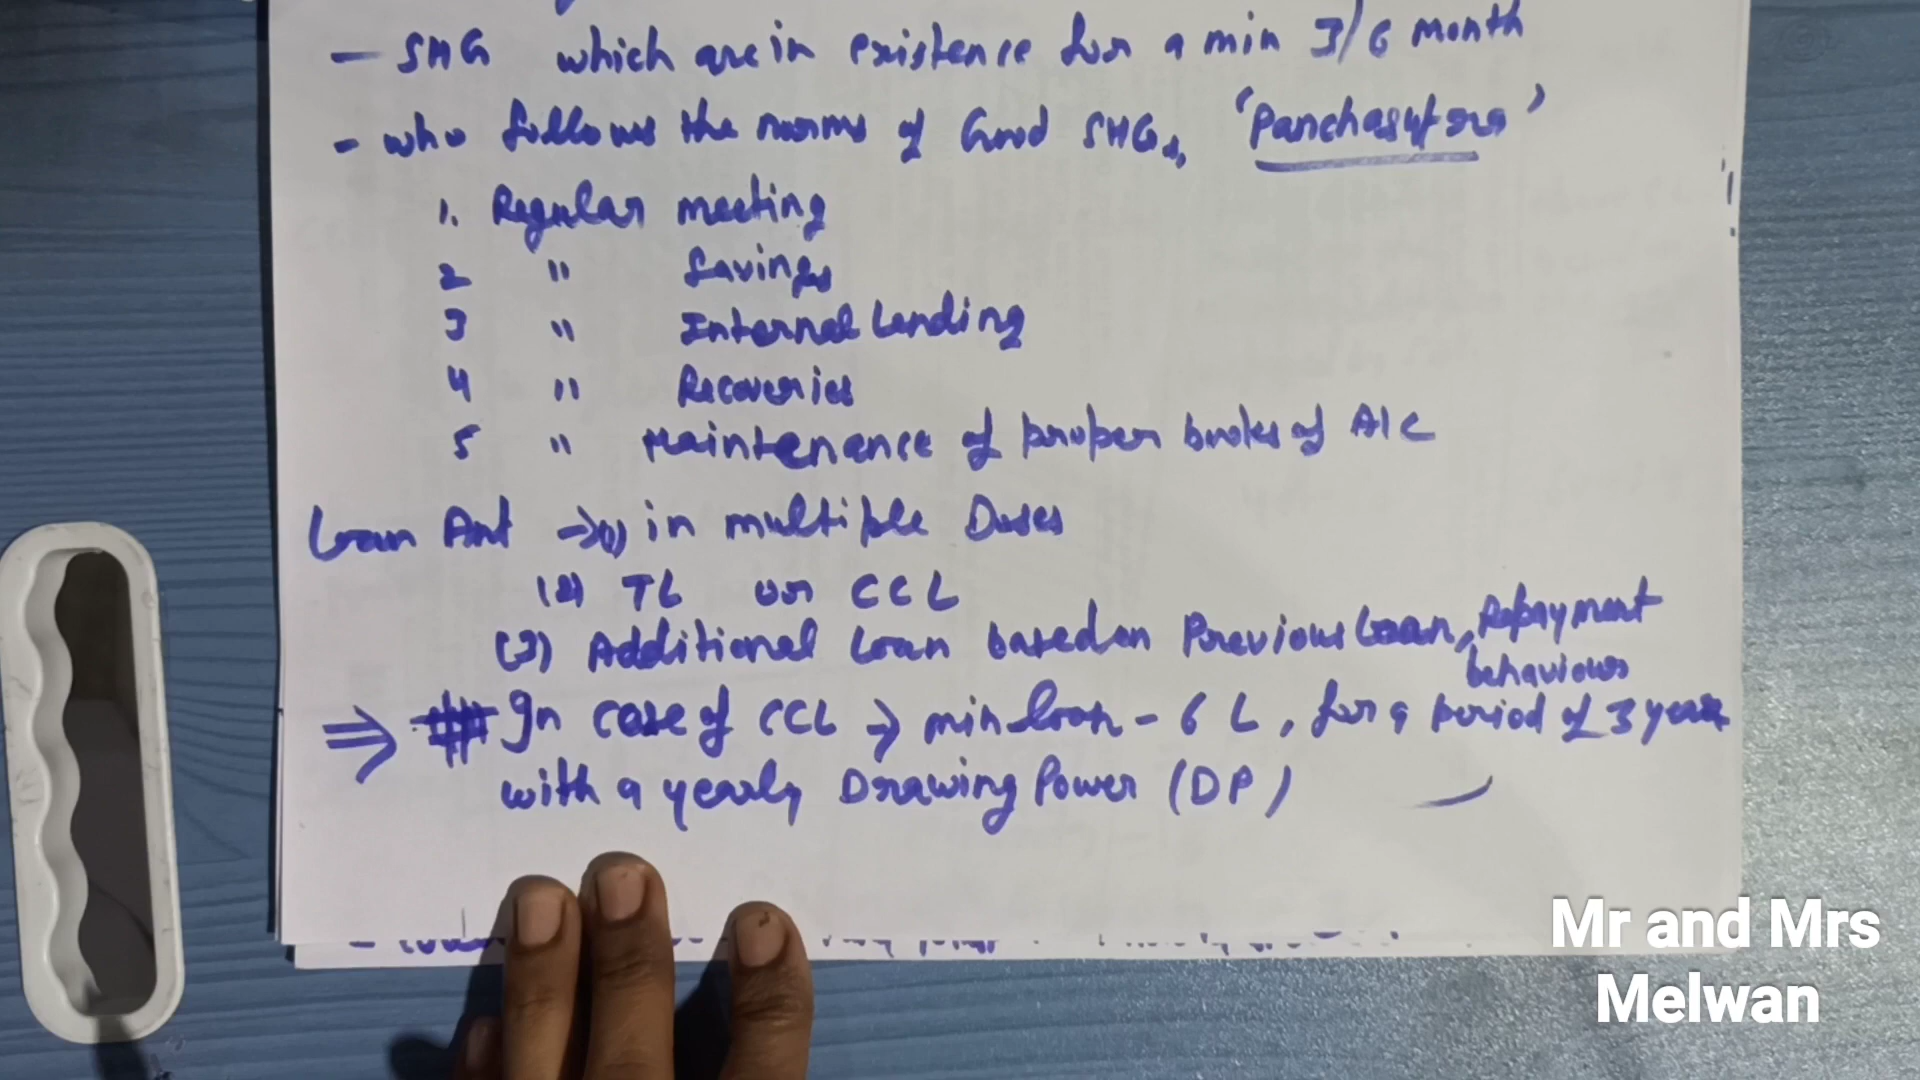 - SHG which are in existence for a min 3/6 month
- who follows the norms of Good SHGs, 'Panchasutra'
1. Regular meeting
2 " Savings
3 " Internal Lending
4 " Recoveries
5 " Maintenence of proper books of A/C
Loan Amt → (1) in multiple Doses
(2) TL or CCL
(3) Additional Loan based on Previous Loan, Repayment behaviour
⇒ # In case of CCL → min loan - 6 L, for a period of 3 year
with a yearly Drawing Power (DP)
Mr and Mrs
Melwan